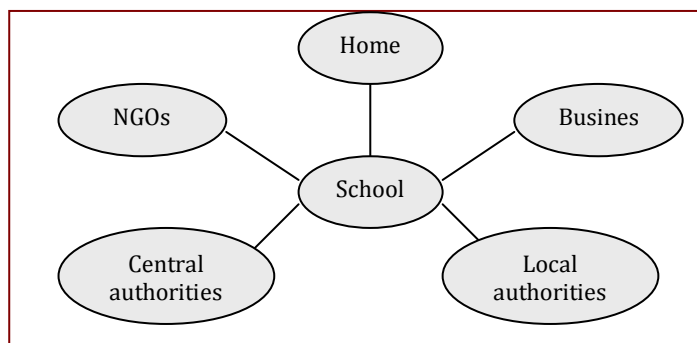 Home
NGOs
Busines
School
Central
authorities
Local
authorities